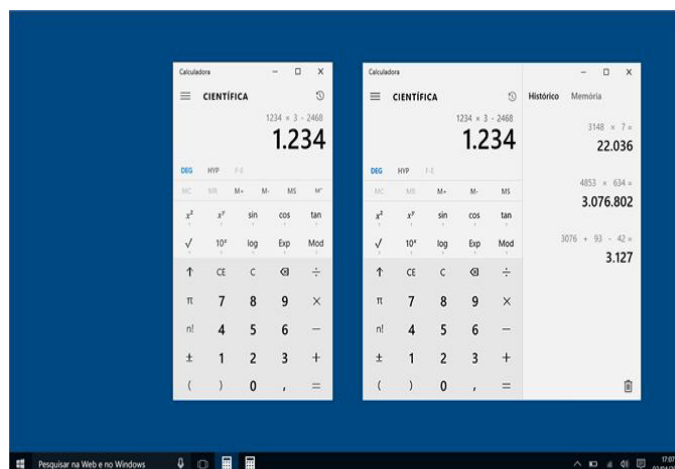 Calculadora
CIENTÍFICA
1234 × 3 - 2468
1.234
DEG HYP F-E
MC MR M+ M- MS M˅
x² xʸ sin cos tan
√ 10ˣ log Exp Mod
↑ CE C ⌫ ÷
π 7 8 9 ×
n! 4 5 6 −
± 1 2 3 +
( ) 0 , =
Calculadora
CIENTÍFICA
1234 × 3 - 2468
1.234
DEG HYP F-E
MC MR M+ M- MS
x² xʸ sin cos tan
√ 10ˣ log Exp Mod
↑ CE C ⌫ ÷
π 7 8 9 ×
n! 4 5 6 −
± 1 2 3 +
( ) 0 , =
Histórico Memória
3148 × 7 =
22.036
4853 × 634 =
3.076.802
3076 + 93 - 42 =
3.127
Pesquisar na Web e no Windows
17:07